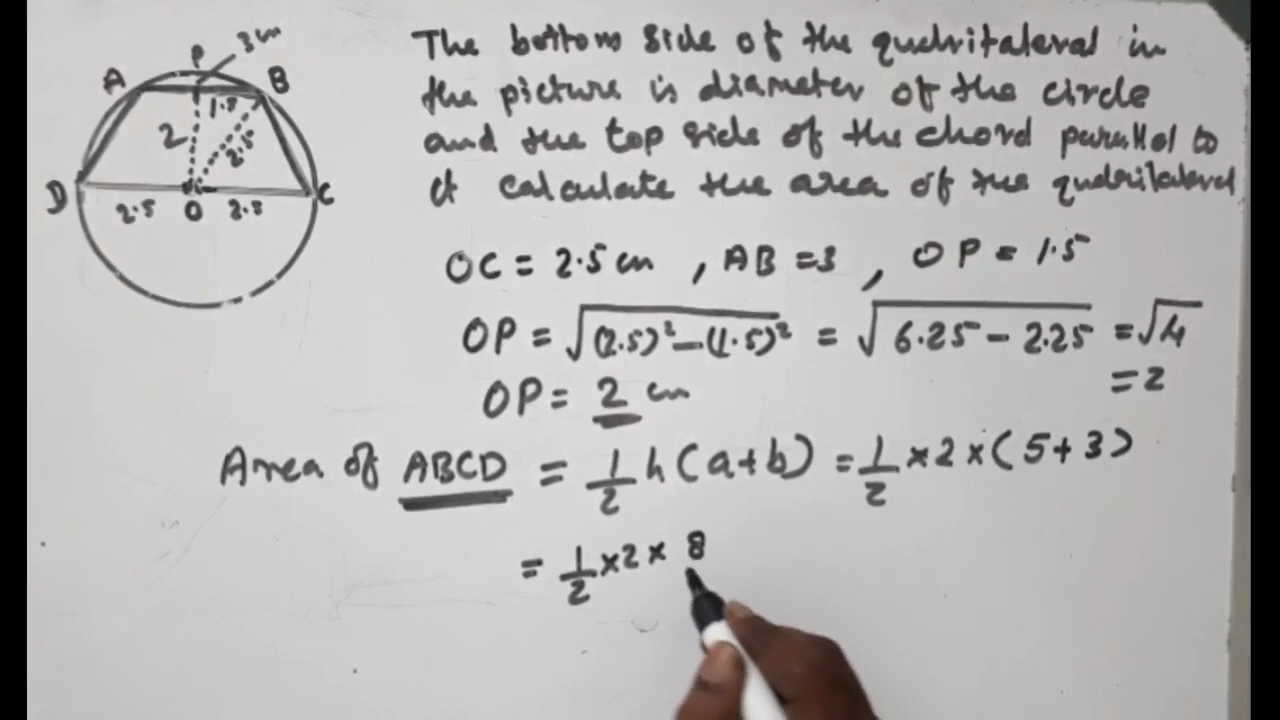 3 cm
P
A B
1.5
2 2.5
D C
2.5 O 2.5
The bottom side of the qudritateral in
the picture is diameter of the circle
and the top side of the chord parallel to
it calculate the area of the qudrilateral
OC = 2.5 cm , AB = 3 , OP = 1.5
OP = √(2.5)² - (1.5)² = √6.25 - 2.25 = √4
OP = 2 cm = 2
Area of ABCD = 1/2 h (a+b) = 1/2 × 2 × (5+3)
= 1/2 × 2 × 8